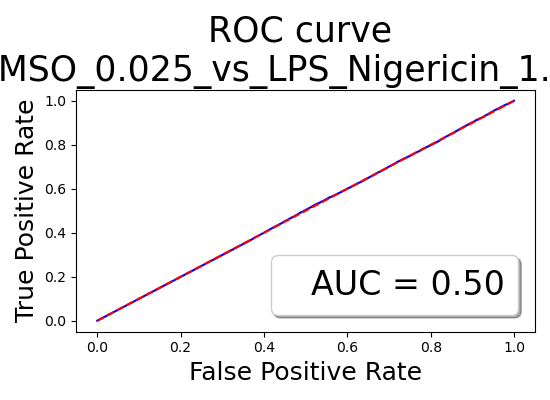 ROC curve
MSO_0.025_vs_LPS_Nigericin_1.
True Positive Rate
1.0
0.8
0.6
0.4
0.2
0.0
AUC = 0.50
0.0 0.2 0.4 0.6 0.8 1.0
False Positive Rate